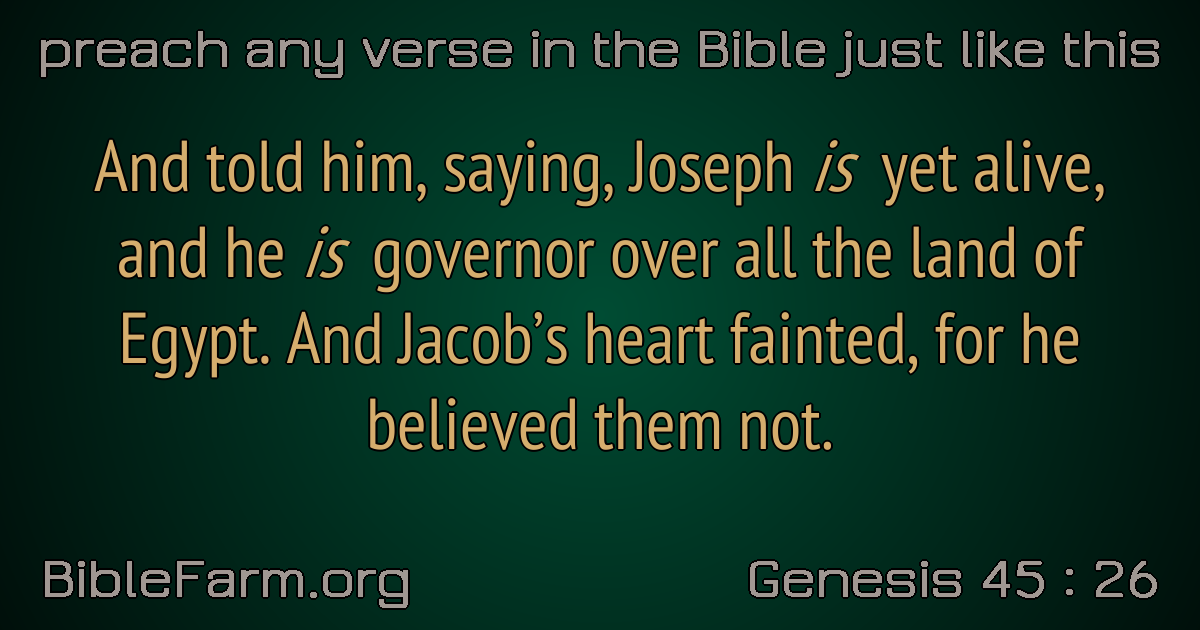 preach any verse in the Bible just like this
And told him, saying, Joseph is yet alive,
and he is governor over all the land of
Egypt. And Jacob’s heart fainted, for he
believed them not.
BibleFarm.org
Genesis 45 : 26